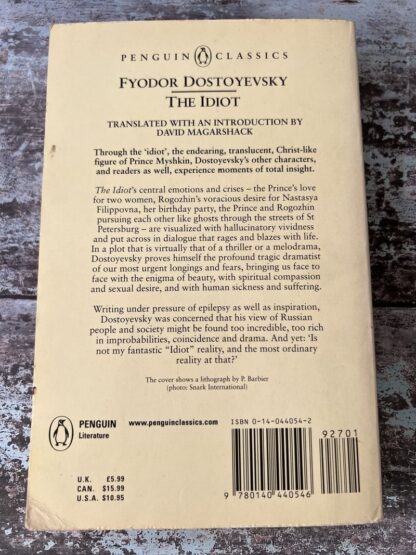 PENGUIN CLASSICS
FYODOR DOSTOYEVSKY
THE IDIOT
TRANSLATED WITH AN INTRODUCTION BY
DAVID MAGARSHACK
Through the ‘idiot’, the endearing, translucent, Christ-like
figure of Prince Myshkin, Dostoyevsky’s other characters,
and readers as well, experience moments of total insight.
The Idiot’s central emotions and crises – the Prince’s love
for two women, Rogozhin’s voracious desire for Nastasya
Filippovna, her birthday party, the Prince and Rogozhin
pursuing each other like ghosts through the streets of St
Petersburg – are visualized with hallucinatory vividness
and put across in dialogue that rages and blazes with life.
In a plot that is virtually that of a thriller or a melodrama,
Dostoyevsky proves himself the profound tragic dramatist
of our most urgent longings and fears, bringing us face to
face with the enigma of beauty, with spiritual compassion
and sexual desire, and with human sickness and suffering.
Writing under pressure of epilepsy as well as inspiration,
Dostoyevsky was concerned that his view of Russian
people and society might be found too incredible, too rich
in improbabilities, coincidence and drama. And yet: ‘Is
not my fantastic “Idiot” reality, and the most ordinary
reality at that?’
The cover shows a lithograph by P. Barbier
(photo: Snark International)
PENGUIN
Literature
www.penguinclassics.com
ISBN 0-14-044054-2
92701
U.K. £5.99
CAN. $15.99
U.S.A. $10.95
9 780140 440546